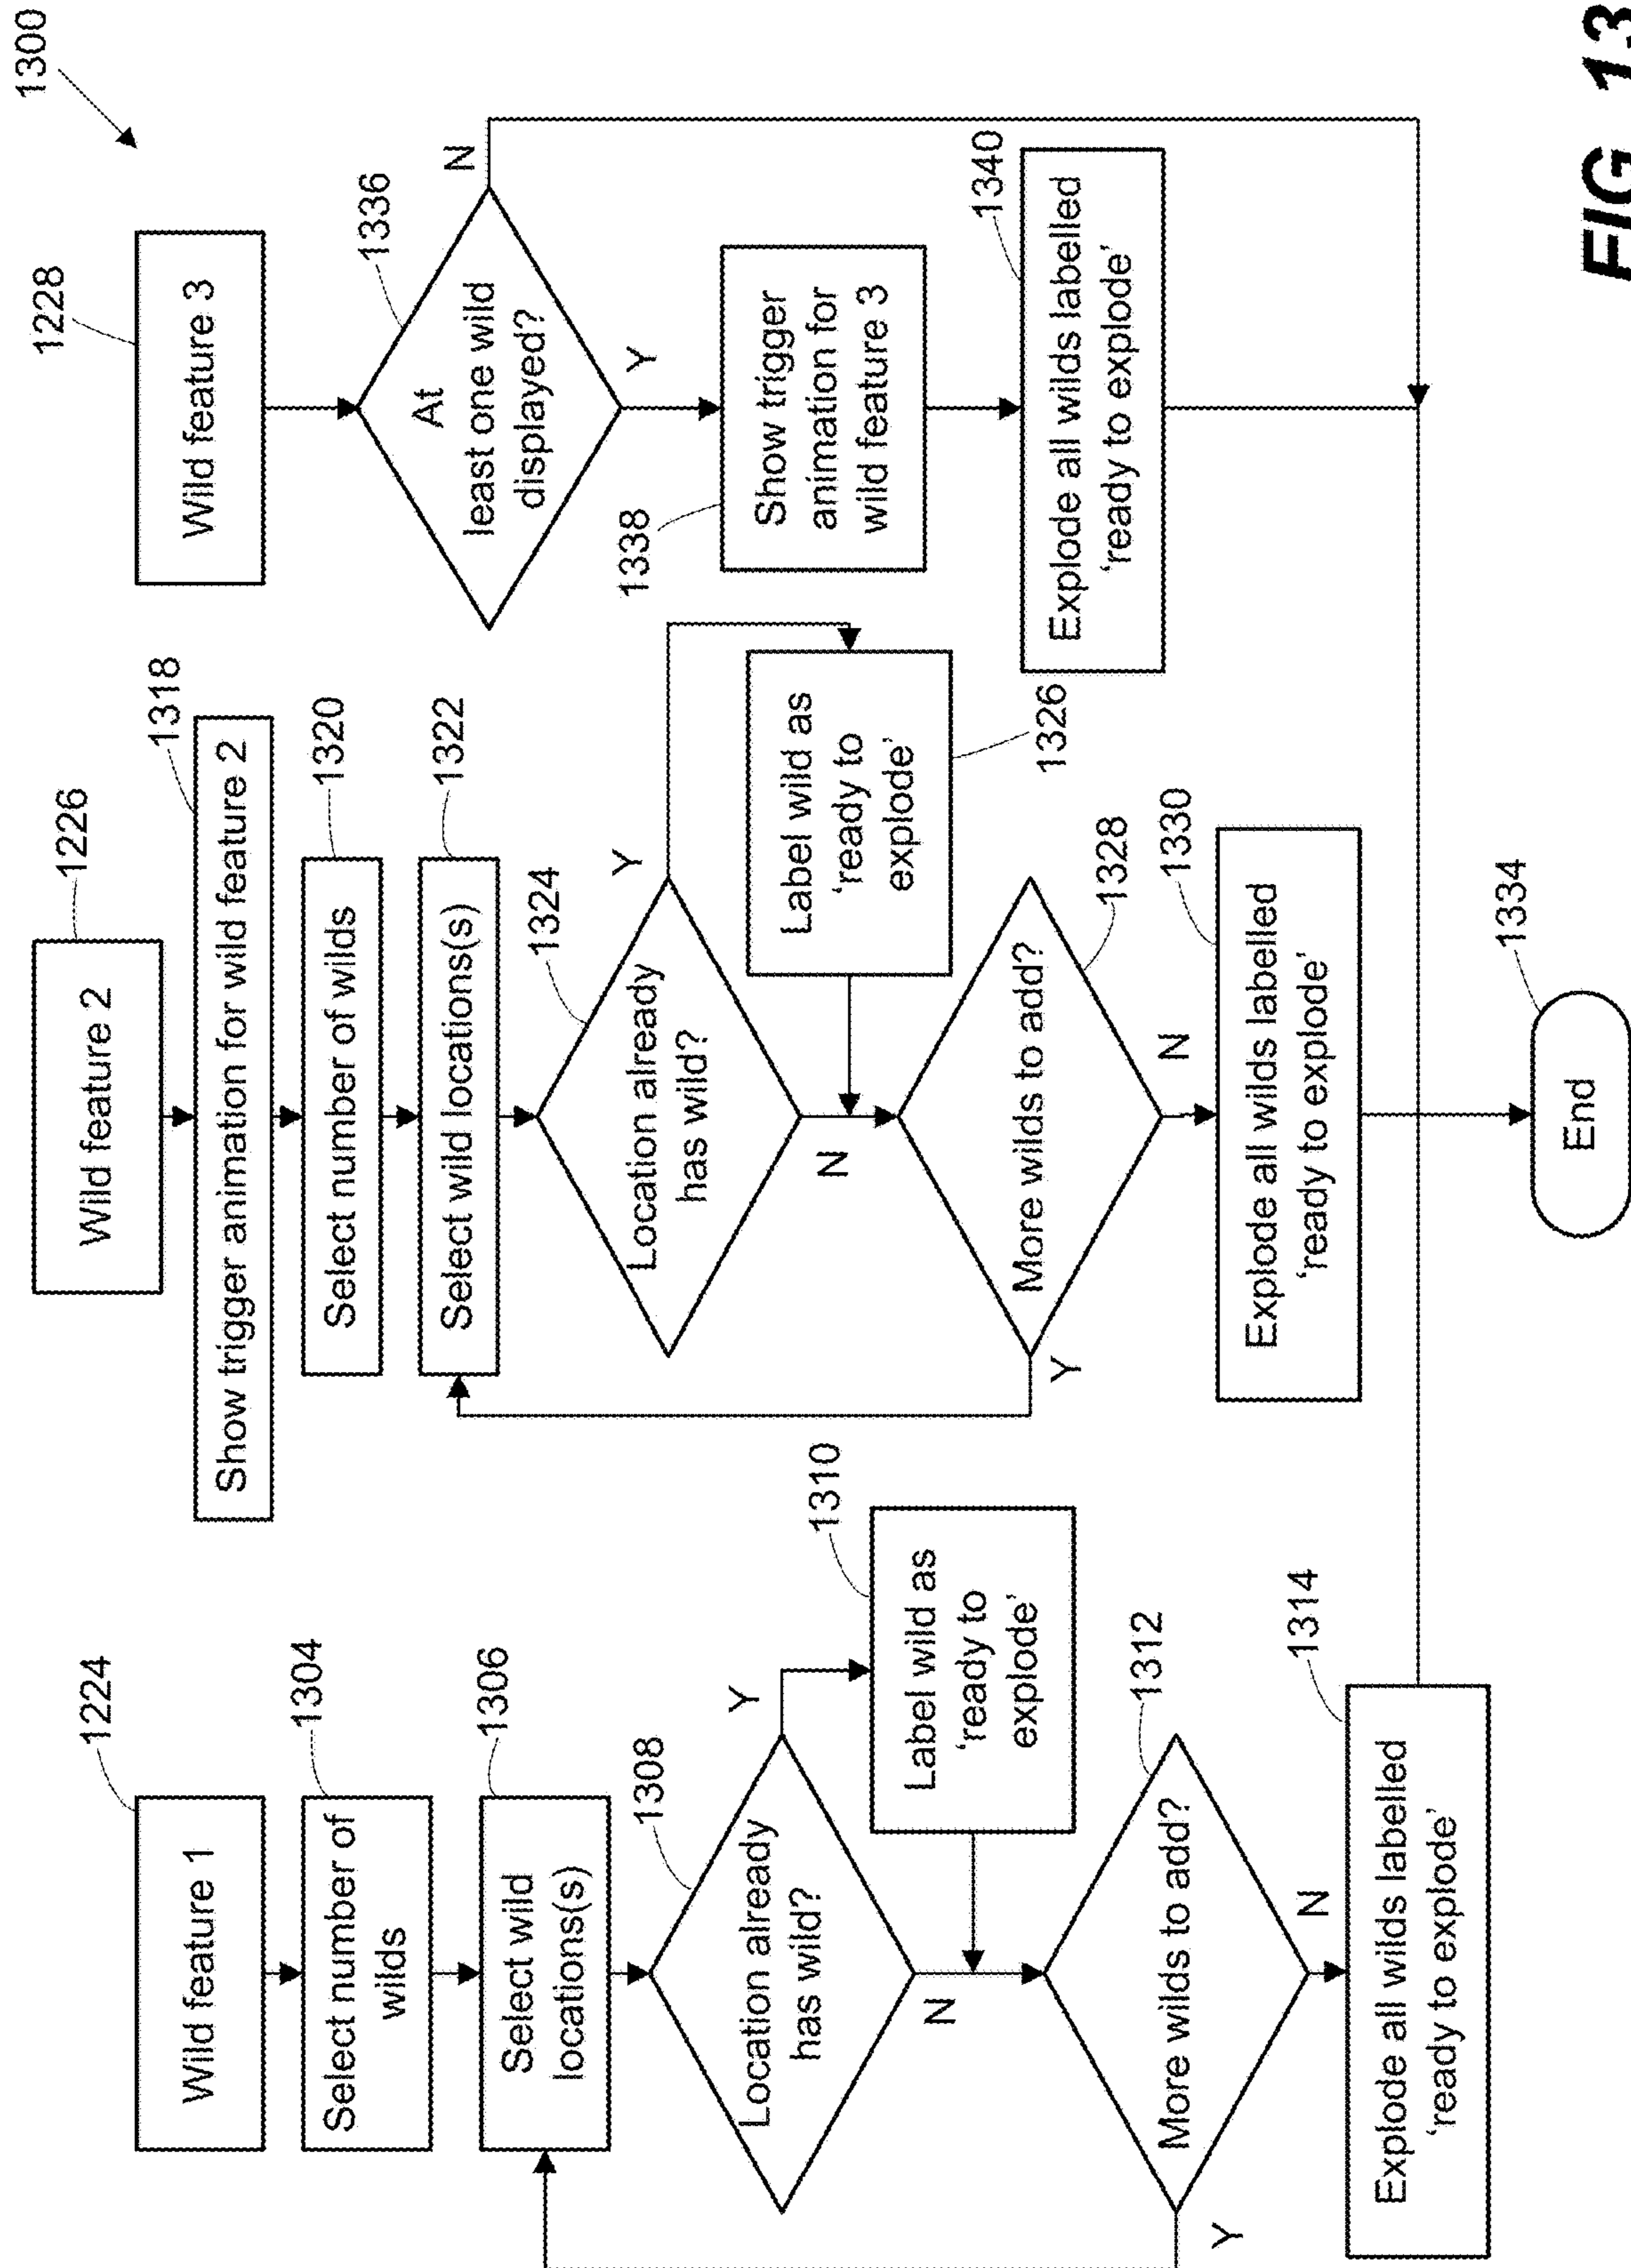 1300
1224
Wild feature 1
1304
Select number of
wilds
1306
Select wild
locations(s)
1308
Location already
has wild?
Y
N
1310
Label wild as
‘ready to
explode’
1312
More wilds to add?
Y
N
1314
Explode all wilds labelled
‘ready to explode’
1226
Wild feature 2
1318
Show trigger animation for wild feature 2
1320
Select number of wilds
1322
Select wild locations(s)
1324
Location already
has wild?
Y
N
Label wild as
‘ready to
explode’
1326
1328
More wilds to add?
Y
N
1330
Explode all wilds labelled
‘ready to explode’
1334
End
1228
Wild feature 3
1336
At
least one wild
displayed?
N
Y
1338
Show trigger
animation for
wild feature 3
1340
Explode all wilds labelled
‘ready to explode’
FIG 13